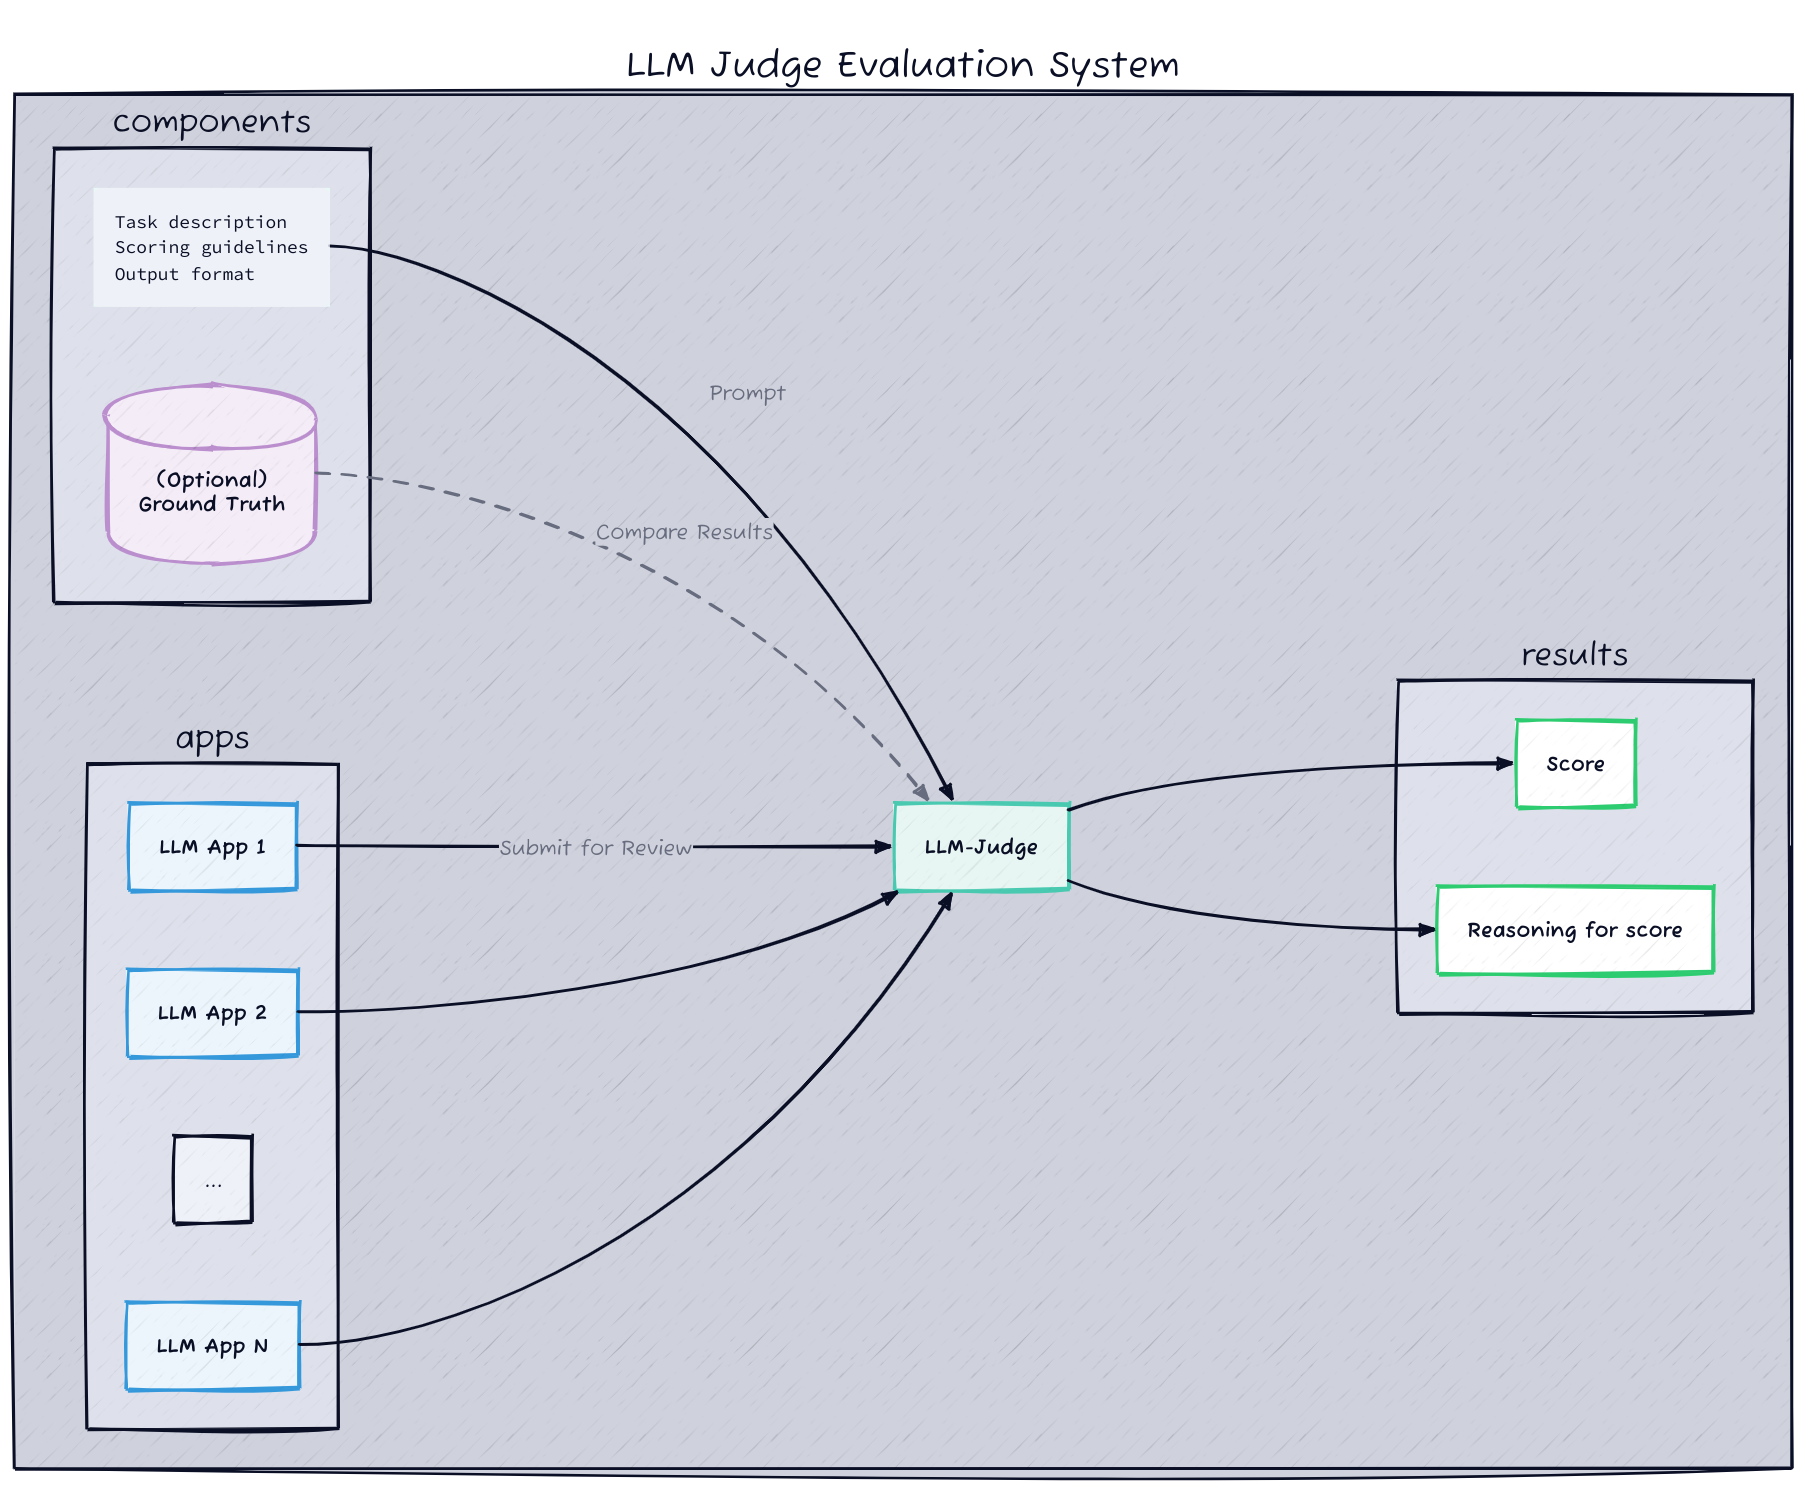 LLM Judge Evaluation System
components
Task description
Scoring guidelines
Output format
Prompt
(Optional)
Ground Truth
Compare Results
apps
LLM App 1
Submit for Review
LLM-Judge
LLM App 2
...
LLM App N
results
Score
Reasoning for score